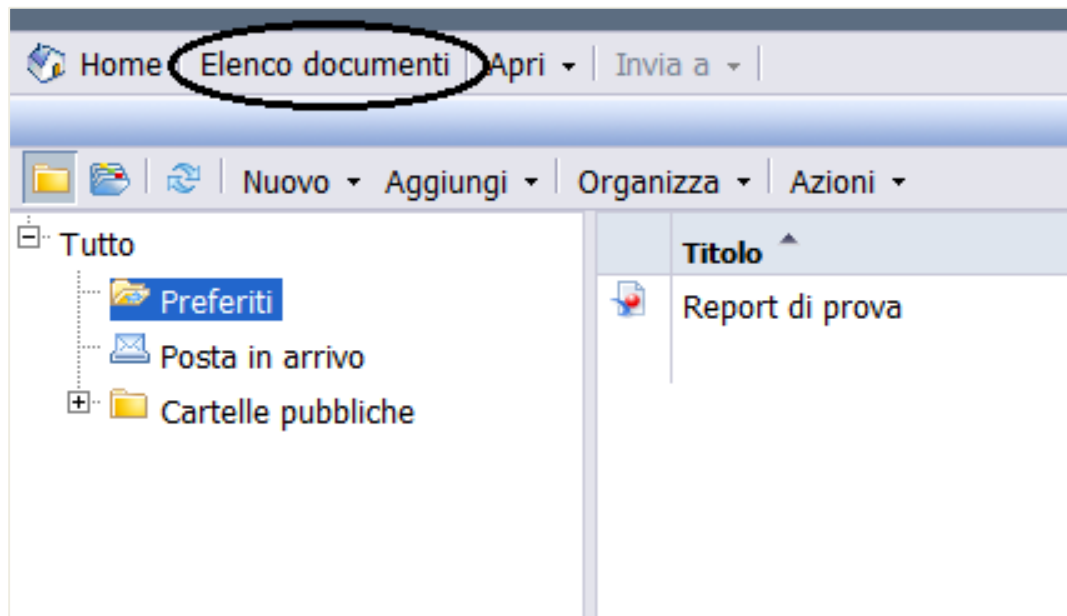 Home Elenco documenti Apri Invia a
Nuovo Aggiungi Organizza Azioni
Tutto
Preferiti
Posta in arrivo
Cartelle pubbliche
Titolo
Report di prova